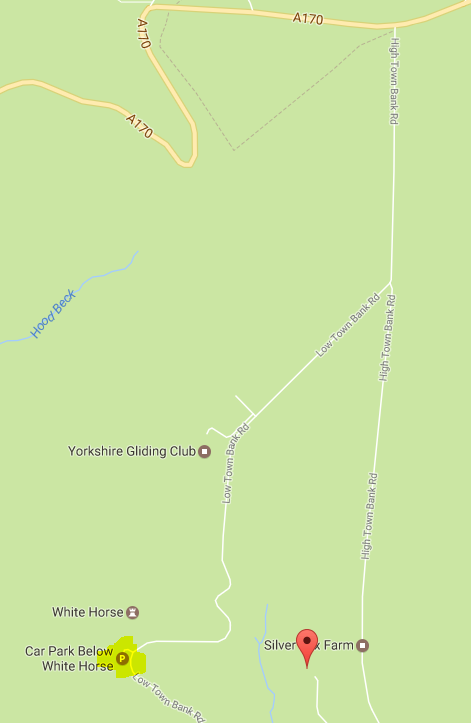 A170
A170
High Town Bank Rd
A170
Hood Beck
Low Town Bank Rd
High Town Bank Rd
Low Town Bank Rd
Yorkshire Gliding Club
High Town Bank Rd
White Horse
Silver Fox Farm
Car Park Below
White Horse
P
Low Town Bank Rd